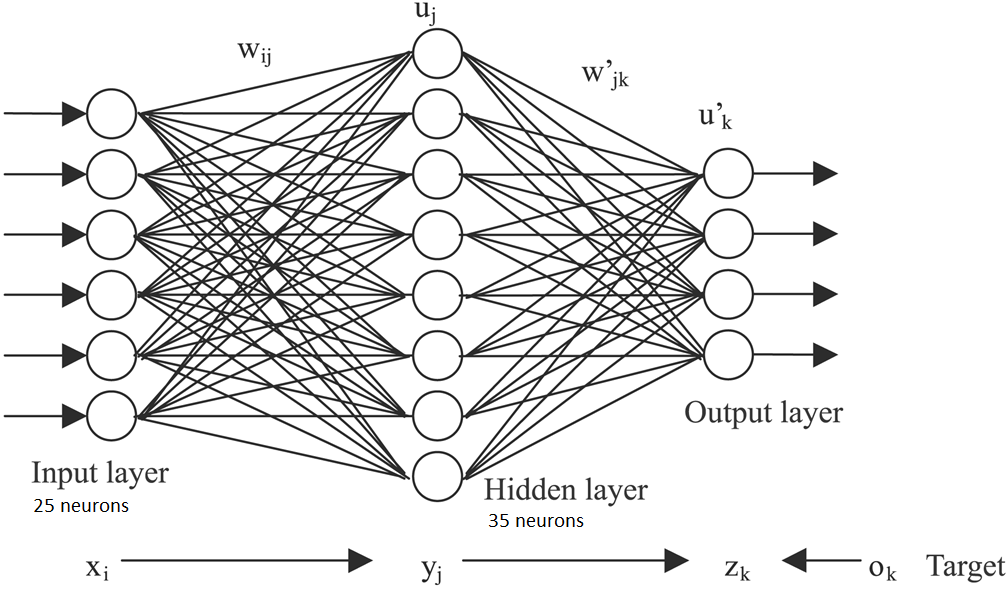 uj
wij
w’jk
u’k
Output layer
Input layer
25 neurons
Hidden layer
35 neurons
xi
yj
zk
ok
Target